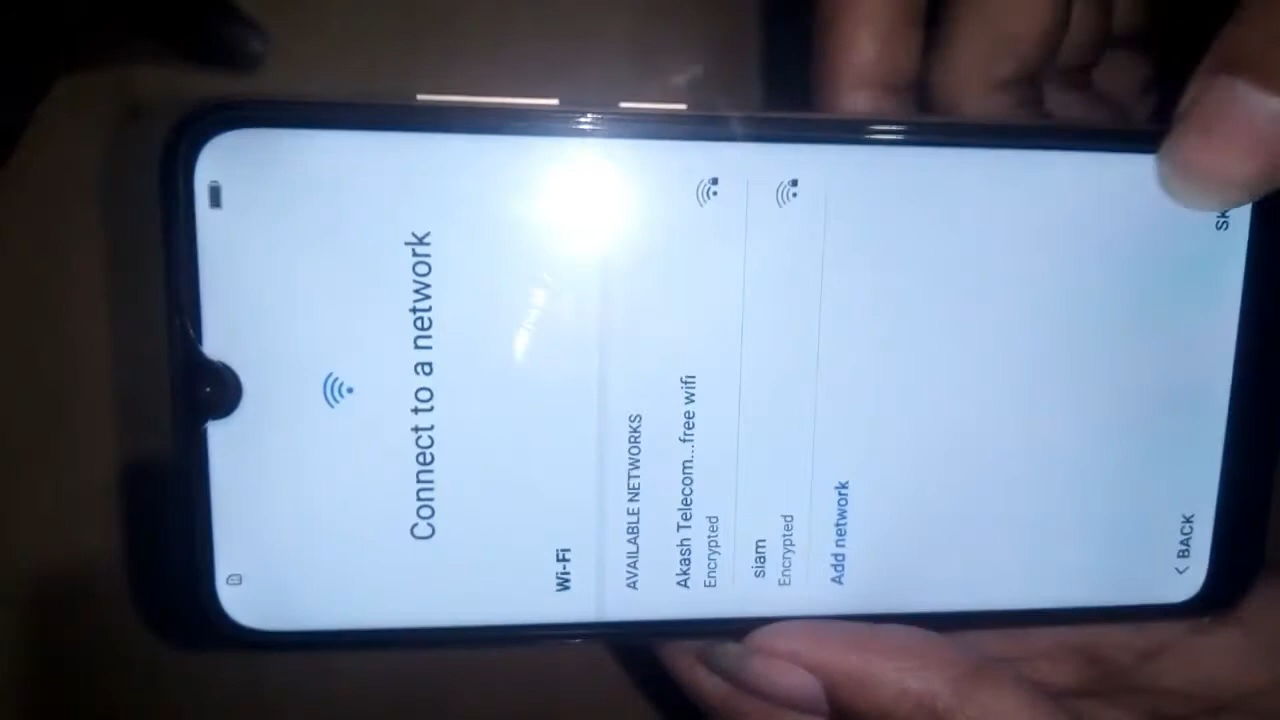 Connect to a network
Wi-Fi
AVAILABLE NETWORKS
Akash Telecom...free wifi
Encrypted
siam
Encrypted
Add network
< BACK